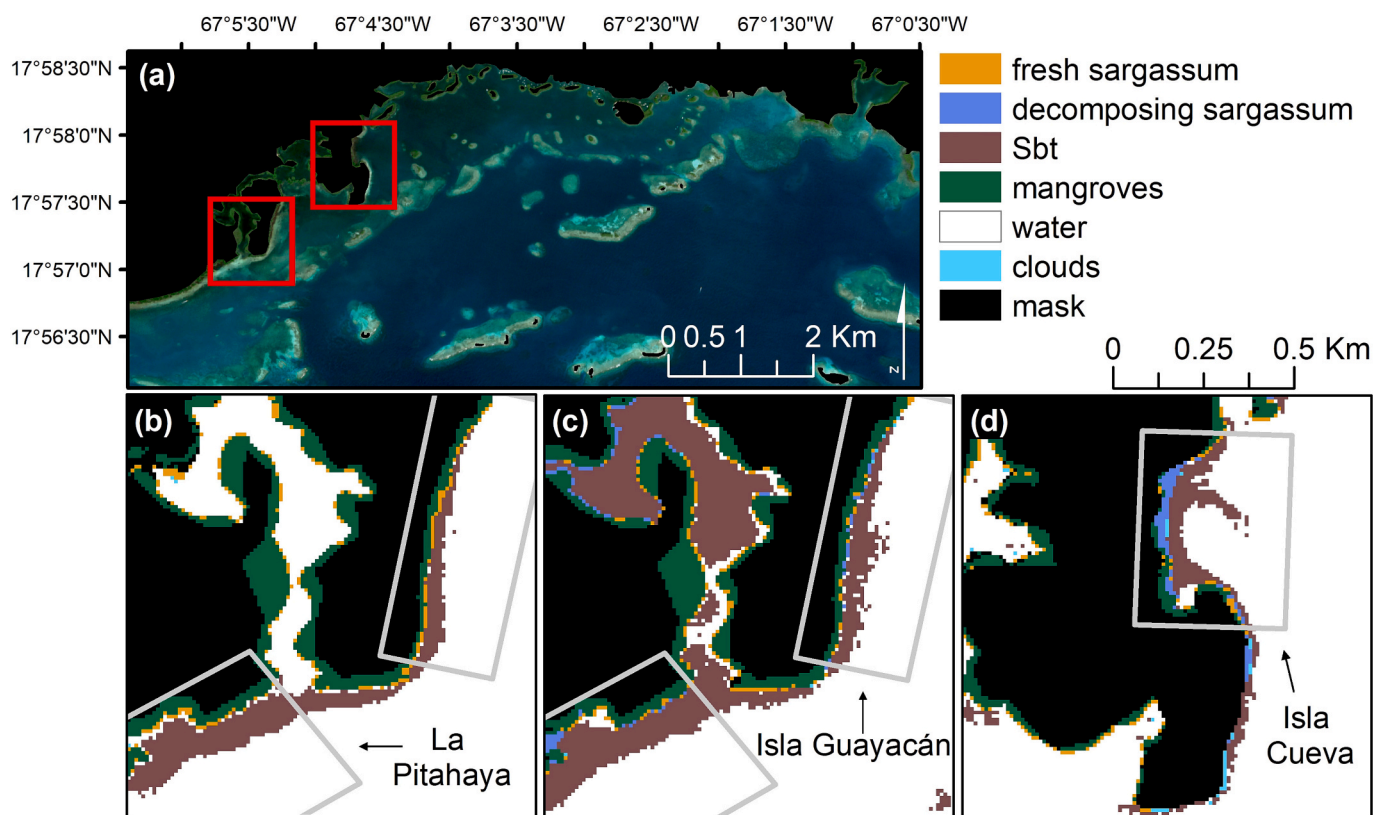 67°5'30"W 67°4'30"W 67°3'30"W 67°2'30"W 67°1'30"W 67°0'30"W
17°58'30"N
17°58'0"N
17°57'30"N
17°57'0"N
17°56'30"N
(a)
0 0.5 1 2 Km
N
fresh sargassum
decomposing sargassum
Sbt
mangroves
water
clouds
mask
0 0.25 0.5 Km
(b)
La
Pitahaya
(c)
Isla Guayacán
(d)
Isla
Cueva